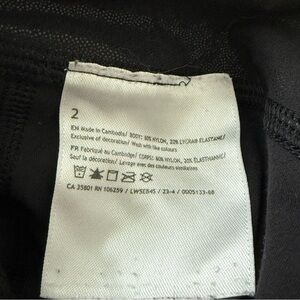 2
EN Made in Cambodia/ BODY: 80% NYLON, 20% LYCRA® ELASTANE/
Exclusive of decoration/ Wash with like colours
FR Fabriqué au Cambodge/ CORPS: 80% NYLON, 20% ÉLASTHANNE/
Sauf la décoration/ Lavage avec des couleurs similaires
CA 35801 RN 106259 / LW5EB4S / 23-4 / 0005133-68